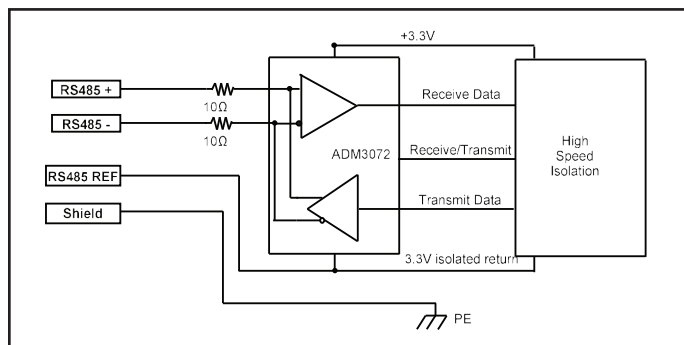 +3.3V
RS485 +
10Ω
RS485 -
10Ω
Receive Data
ADM3072
Receive/Transmit
High
Speed
Isolation
RS485 REF
Transmit Data
Shield
3.3V isolated return
PE